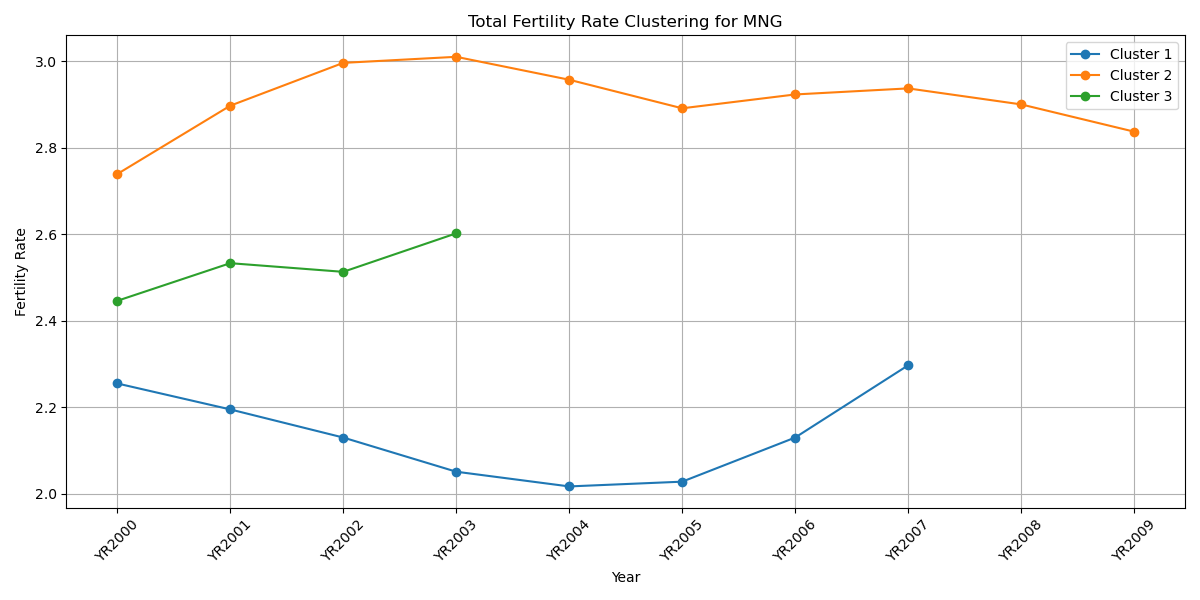 Total Fertility Rate Clustering for MNG
Cluster 1
Cluster 2
Cluster 3
Fertility Rate
3.0
2.8
2.6
2.4
2.2
2.0
YR2000
YR2001
YR2002
YR2003
YR2004
YR2005
YR2006
YR2007
YR2008
YR2009
Year